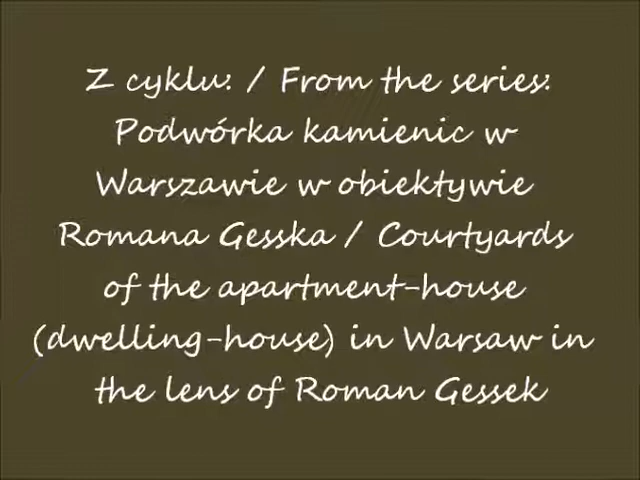 Z cyklu: / From the series:
Podwórka kamienic w
Warszawie w obiektywie
Romana Gesska / Courtyards
of the apartment-house
(dwelling-house) in Warsaw in
the lens of Roman Gessek